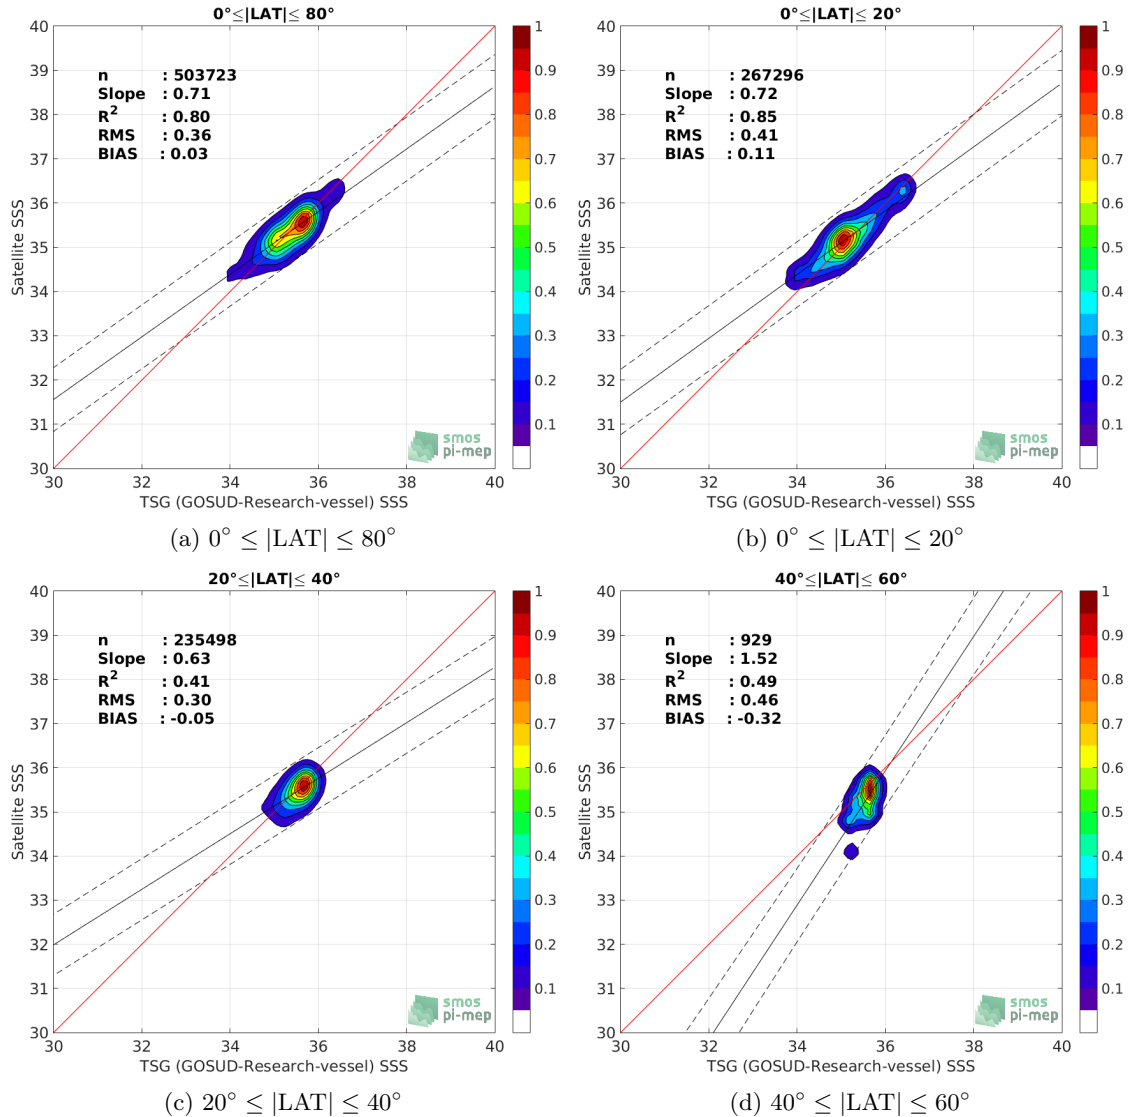 0°≤|LAT|≤ 80°
n : 503723
Slope : 0.71
R² : 0.80
RMS : 0.36
BIAS : 0.03
Satellite SSS
40
39
38
37
36
35
34
33
32
31
30
30 32 34 36 38 40
TSG (GOSUD-Research-vessel) SSS
smos
pi-mep
1
0.9
0.8
0.7
0.6
0.5
0.4
0.3
0.2
0.1
(a) 0° ≤ |LAT| ≤ 80°
0°≤|LAT|≤ 20°
n : 267296
Slope : 0.72
R² : 0.85
RMS : 0.41
BIAS : 0.11
Satellite SSS
40
39
38
37
36
35
34
33
32
31
30
30 32 34 36 38 40
TSG (GOSUD-Research-vessel) SSS
smos
pi-mep
1
0.9
0.8
0.7
0.6
0.5
0.4
0.3
0.2
0.1
(b) 0° ≤ |LAT| ≤ 20°
20°≤|LAT|≤ 40°
n : 235498
Slope : 0.63
R² : 0.41
RMS : 0.30
BIAS : -0.05
Satellite SSS
40
39
38
37
36
35
34
33
32
31
30
30 32 34 36 38 40
TSG (GOSUD-Research-vessel) SSS
smos
pi-mep
1
0.9
0.8
0.7
0.6
0.5
0.4
0.3
0.2
0.1
(c) 20° ≤ |LAT| ≤ 40°
40°≤|LAT|≤ 60°
n : 929
Slope : 1.52
R² : 0.49
RMS : 0.46
BIAS : -0.32
Satellite SSS
40
39
38
37
36
35
34
33
32
31
30
30 32 34 36 38 40
TSG (GOSUD-Research-vessel) SSS
smos
pi-mep
1
0.9
0.8
0.7
0.6
0.5
0.4
0.3
0.2
0.1
(d) 40° ≤ |LAT| ≤ 60°